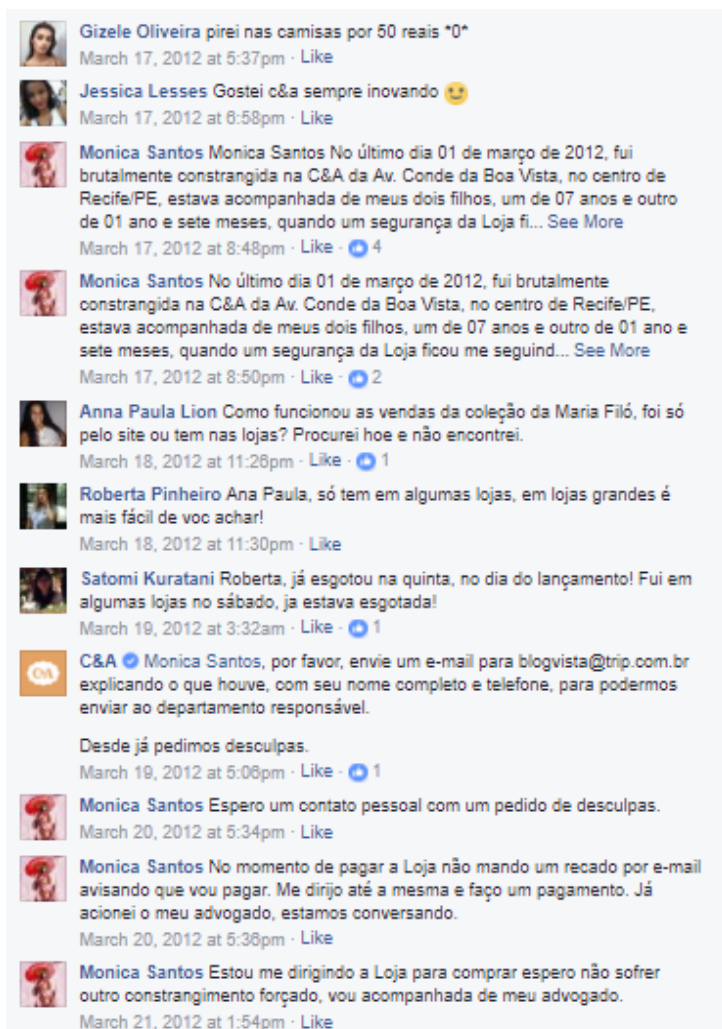 Gizele Oliveira pirei nas camisas por 50 reais *0*
March 17, 2012 at 5:37pm · Like
Jessica Lesses Gostei c&a sempre inovando
March 17, 2012 at 6:58pm · Like
Monica Santos Monica Santos No último dia 01 de março de 2012, fui
brutalmente constrangida na C&A da Av. Conde da Boa Vista, no centro de
Recife/PE, estava acompanhada de meus dois filhos, um de 07 anos e outro
de 01 ano e sete meses, quando um segurança da Loja fi... See More
March 17, 2012 at 8:48pm · Like · 4
Monica Santos No último dia 01 de março de 2012, fui brutalmente
constrangida na C&A da Av. Conde da Boa Vista, no centro de Recife/PE,
estava acompanhada de meus dois filhos, um de 07 anos e outro de 01 ano e
sete meses, quando um segurança da Loja ficou me seguind... See More
March 17, 2012 at 8:50pm · Like · 2
Anna Paula Lion Como funcionou as vendas da coleção da Maria Filó, foi só
pelo site ou tem nas lojas? Procurei hoe e não encontrei.
March 18, 2012 at 11:26pm · Like · 1
Roberta Pinheiro Ana Paula, só tem em algumas lojas, em lojas grandes é
mais fácil de voc achar!
March 18, 2012 at 11:30pm · Like
Satomi Kuratani Roberta, já esgotou na quinta, no dia do lançamento! Fui em
algumas lojas no sábado, ja estava esgotada!
March 19, 2012 at 3:32am · Like · 1
C&A Monica Santos, por favor, envie um e-mail para blogvista@trip.com.br
explicando o que houve, com seu nome completo e telefone, para podermos
enviar ao departamento responsável.
Desde já pedimos desculpas.
March 19, 2012 at 5:06pm · Like · 1
Monica Santos Espero um contato pessoal com um pedido de desculpas.
March 20, 2012 at 5:34pm · Like
Monica Santos No momento de pagar a Loja não mando um recado por e-mail
avisando que vou pagar. Me dirijo até a mesma e faço um pagamento. Já
acionei o meu advogado, estamos conversando.
March 20, 2012 at 5:36pm · Like
Monica Santos Estou me dirigindo a Loja para comprar espero não sofrer
outro constrangimento forçado, vou acompanhada de meu advogado.
March 21, 2012 at 1:54pm · Like